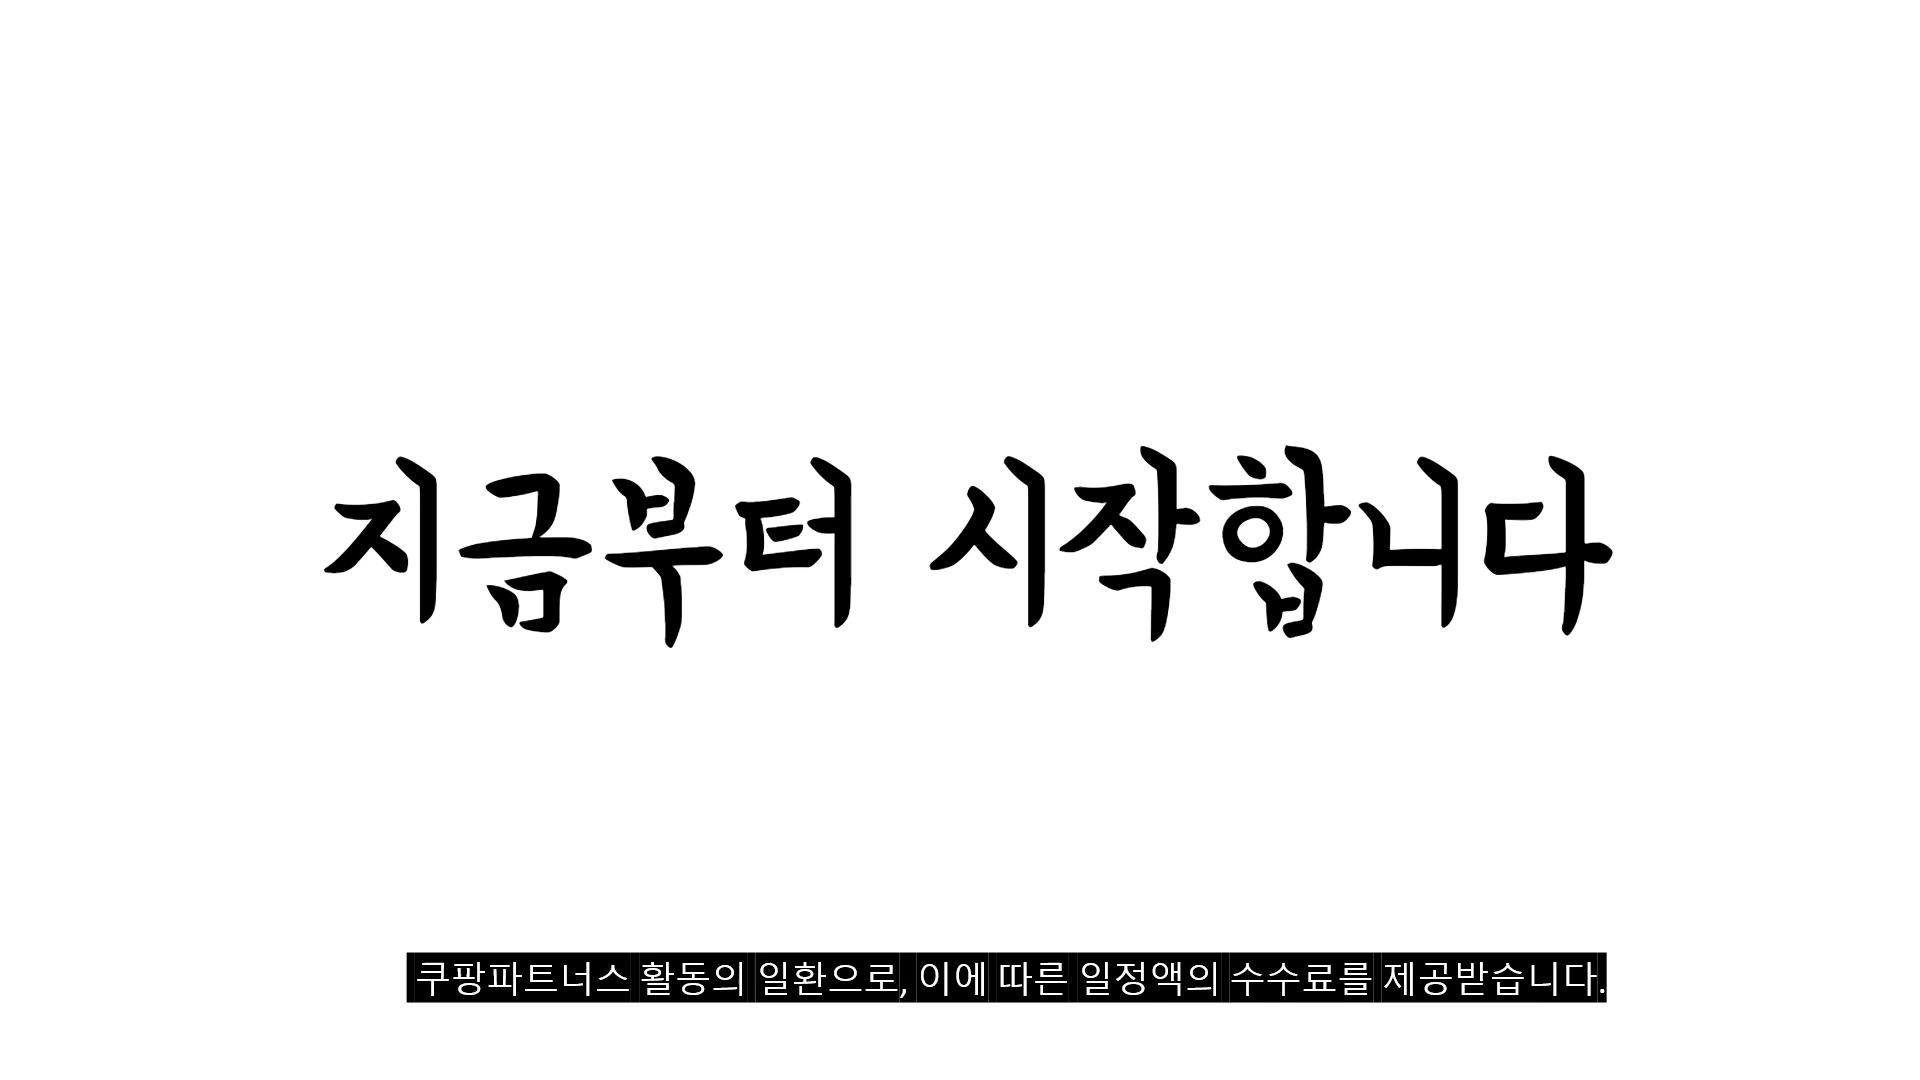 지금부터 시작합니다
쿠팡파트너스 활동의 일환으로, 이에 따른 일정액의 수수료를 제공받습니다.